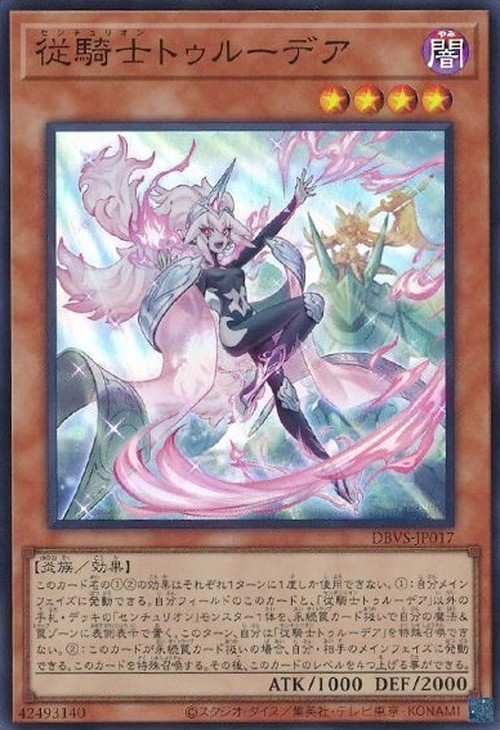 センチュリオン
従騎士トゥルーデア
やみ
闇
DBVS-JP017
【炎族/効果】
このカード名の①②の効果はそれぞれ1ターンに1度しか使用できない。①:自分メイン
フェイズに発動できる。自分フィールドのこのカードと、「従騎士トゥルーデア」以外の
手札・デッキの「センチュリオン」モンスター1体を、永続罠カード扱いで自分の魔法&
罠ゾーンに表側表示で置く。このターン、自分は「従騎士トゥルーデア」を特殊召喚でき
ない。②:このカードが永続罠カード扱いの場合、自分・相手のメインフェイズに発動
できる。このカードを特殊召喚する。その後、このカードのレベルを4つ上げる事ができる。
ATK/1000 DEF/2000
42493140
©スタジオ・ダイス/集英社・テレビ東京・KONAMI